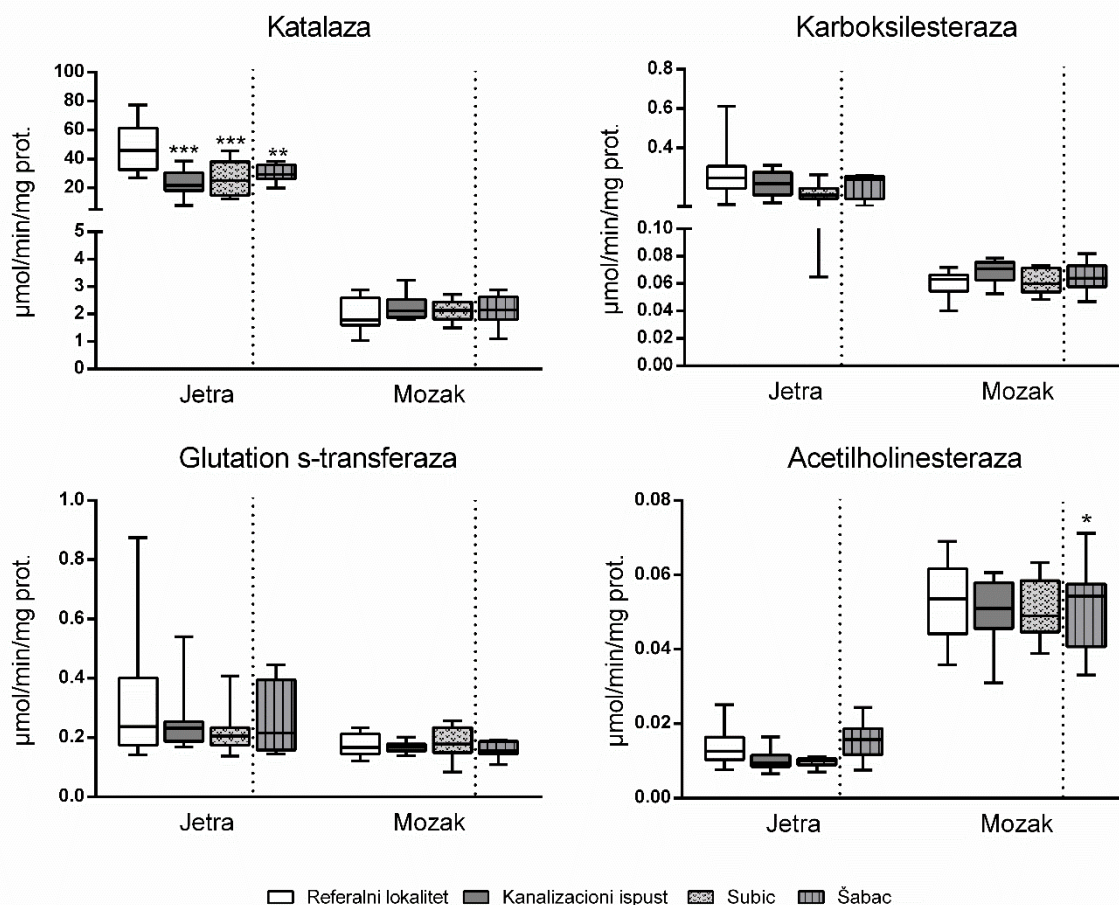 Katalaza
µmol/min/mg prot.
100
80
60
40
20
5
4
3
2
1
0
***
***
**
Jetra
Mozak
Karboksilesteraza
µmol/min/mg prot.
0.8
0.6
0.4
0.10
0.08
0.06
0.04
0.02
0.00
Jetra
Mozak
Glutation s-transferaza
µmol/min/mg prot.
1.0
0.8
0.6
0.4
0.2
0.0
Jetra
Mozak
Acetilholinesteraza
µmol/min/mg prot.
0.08
0.06
0.04
0.02
0.00
*
Jetra
Mozak
Referalni lokalitet Kanalizacioni ispust Subic Šabac